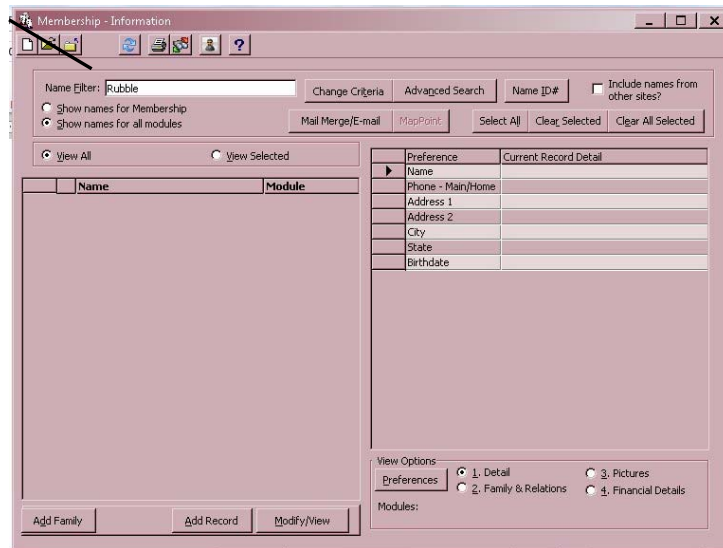 Membership - Information
Name Filter: Rubble
Change Criteria
Advanced Search
Name ID#
Include names from other sites?
Show names for Membership
Show names for all modules
Mail Merge/E-mail
MapPoint
Select All
Clear Selected
Clear All Selected
View All
View Selected
Name
Module
Preference
Current Record Detail
Name
Phone - Main/Home
Address 1
Address 2
City
State
Birthdate
View Options
Preferences
1. Detail
2. Family & Relations
3. Pictures
4. Financial Details
Modules:
Add Family
Add Record
Modify/View